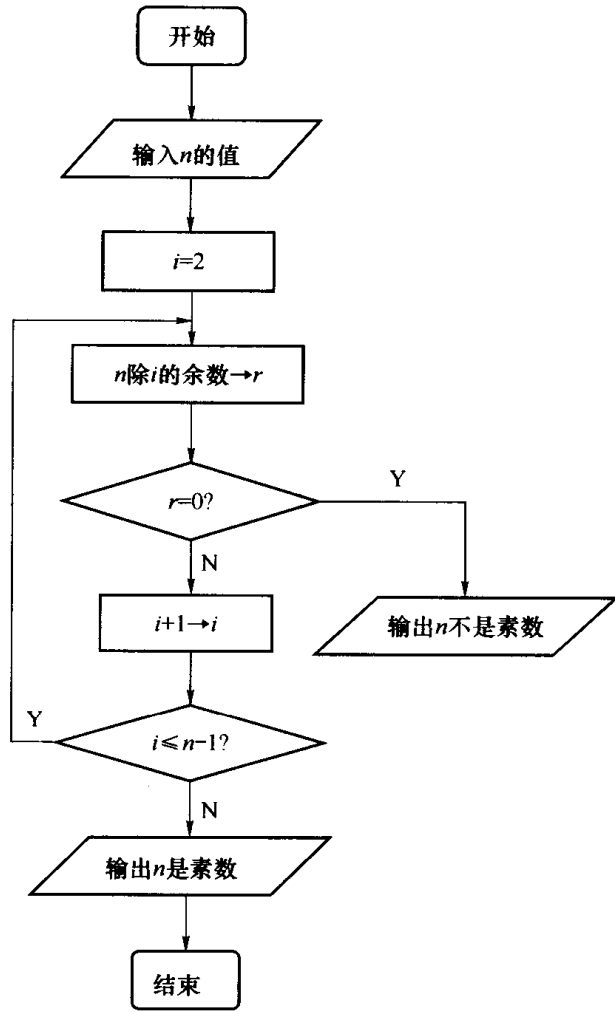 开始
输入n的值
i=2
n除i的余数→r
r=0?
Y
N
i+1→i
输出n不是素数
Y
i≤n-1?
N
输出n是素数
结束